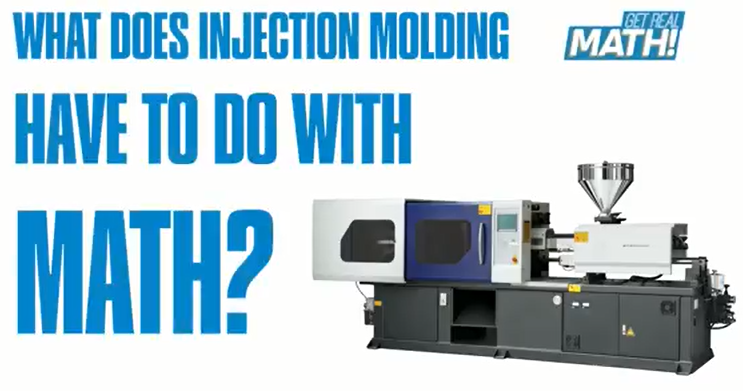 WHAT DOES INJECTION MOLDING
GET REAL
MATH!
HAVE TO DO WITH
MATH?